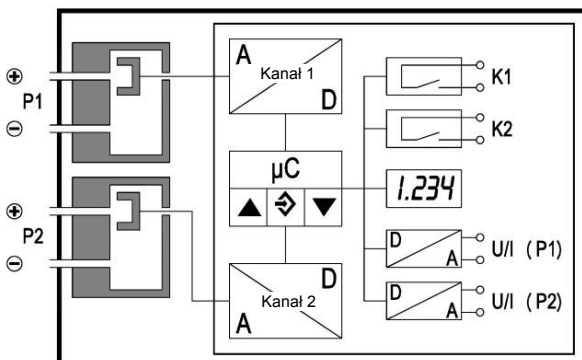 A
Kanał 1
D
⊕
P1
⊖
K1
K2
µC
1.234
⊕
P2
⊖
D
A
U/I ( P1)
D
Kanał 2
A
D
A
U/I ( P2)